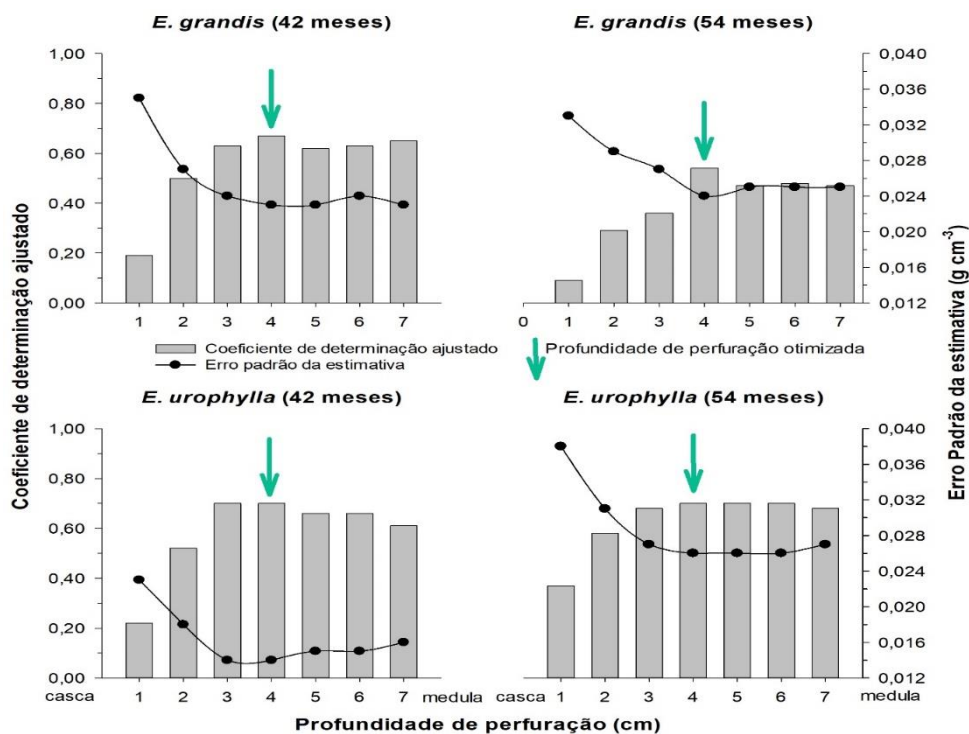 E. grandis (42 meses)
E. grandis (54 meses)
1,00
0,80
0,60
0,40
0,20
0,00
1 2 3 4 5 6 7
0,040
0,036
0,032
0,028
0,024
0,020
0,016
0,012
0 1 2 3 4 5 6 7
Coeficiente de determinação ajustado
Erro padrão da estimativa
Profundidade de perfuração otimizada
Coeficiente de determinação ajustado
Erro Padrão da estimativa (g cm-3)
E. urophylla (42 meses)
E. urophylla (54 meses)
1,00
0,80
0,60
0,40
0,20
0,00
casca 1 2 3 4 5 6 7 medula
0,040
0,036
0,032
0,028
0,024
0,020
0,016
0,012
casca 1 2 3 4 5 6 7 medula
Profundidade de perfuração (cm)